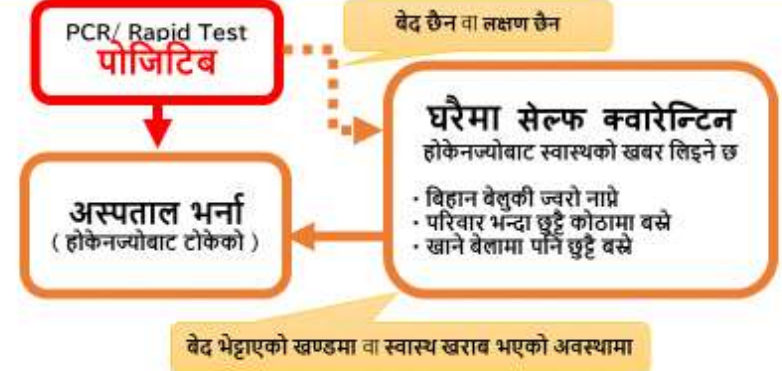 PCR/ Rapid Test
पोजिटिब
बेद छैन वा लक्षण छैन
घरैमा सेल्फ क्वारेन्टिन
होकेनज्योबाट स्वास्थको खबर लिइने छ
· बिहान बेलुकी ज्वरो नाप्ने
· परिवार भन्दा छुट्टै कोठामा बस्ने
· खाने बेलामा पनि छुट्टै बस्ने
अस्पताल भर्ना
( होकेनज्योबाट टोकेको )
बेद भेट्टाएको खण्डमा वा स्वास्थ खराब भएको अवस्थामा